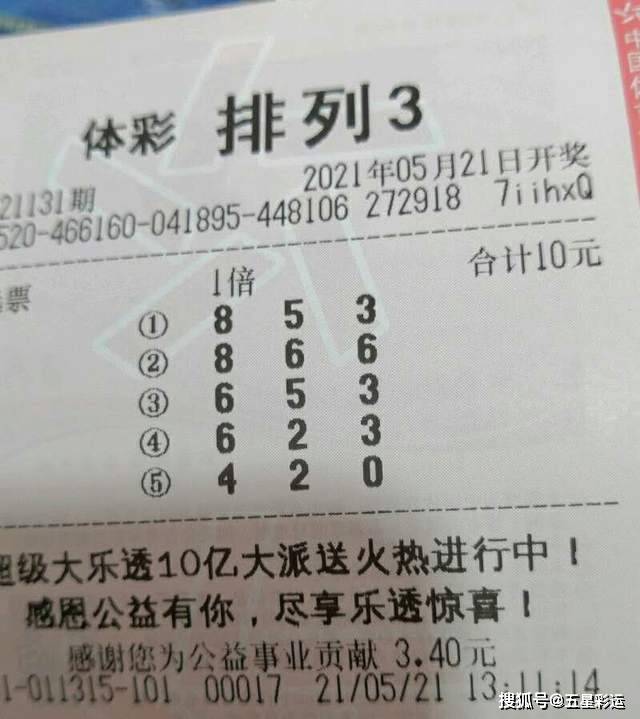 体彩 排列3
21131期 2021年05月21日开奖
520-466160-041895-448106 272918 7iihxQ
票 1倍 合计10元
① 8 5 3
② 8 6 6
③ 6 5 3
④ 6 2 3
⑤ 4 2 0
超级大乐透10亿大派送火热进行中!
感恩公益有你，尽享乐透惊喜!
感谢您为公益事业贡献 3.40元
1-011315-101 00017 21/05/21 13:11:14
搜狐号@五星彩运
中国体